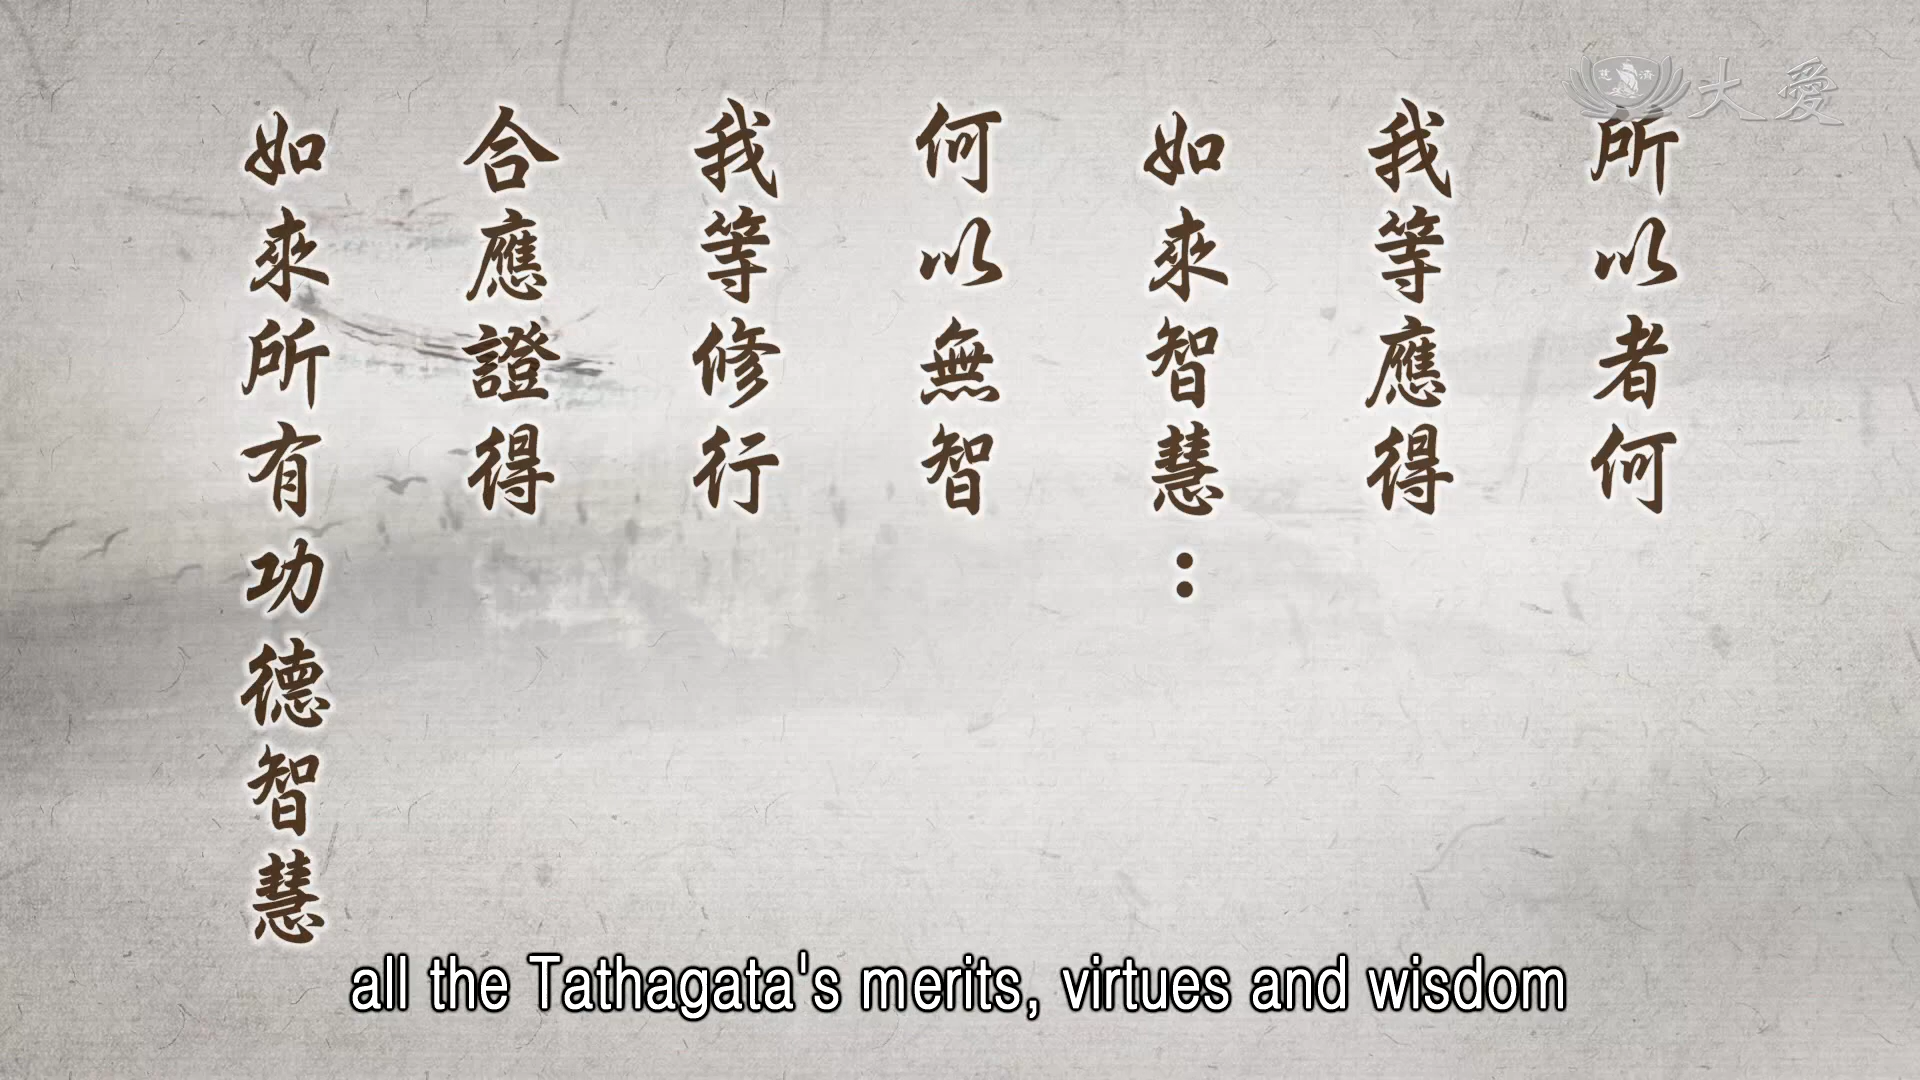 大愛
慈濟
所以者何
我等應得
如來智慧：
何以無智
我等修行
合應證得
如來所有功德智慧
all the Tathagata's merits, virtues and wisdom